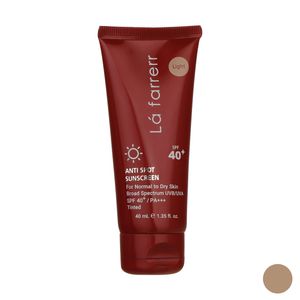 Light
Lá farrerr
SPF
40+
ANTI SPOT
SUNSCREEN
For Normal to Dry Skin
Broad Spectrum UVB/UVA
SPF 40+ / PA+++
Tinted
40 mL ℮ 1.35 fl. oz.